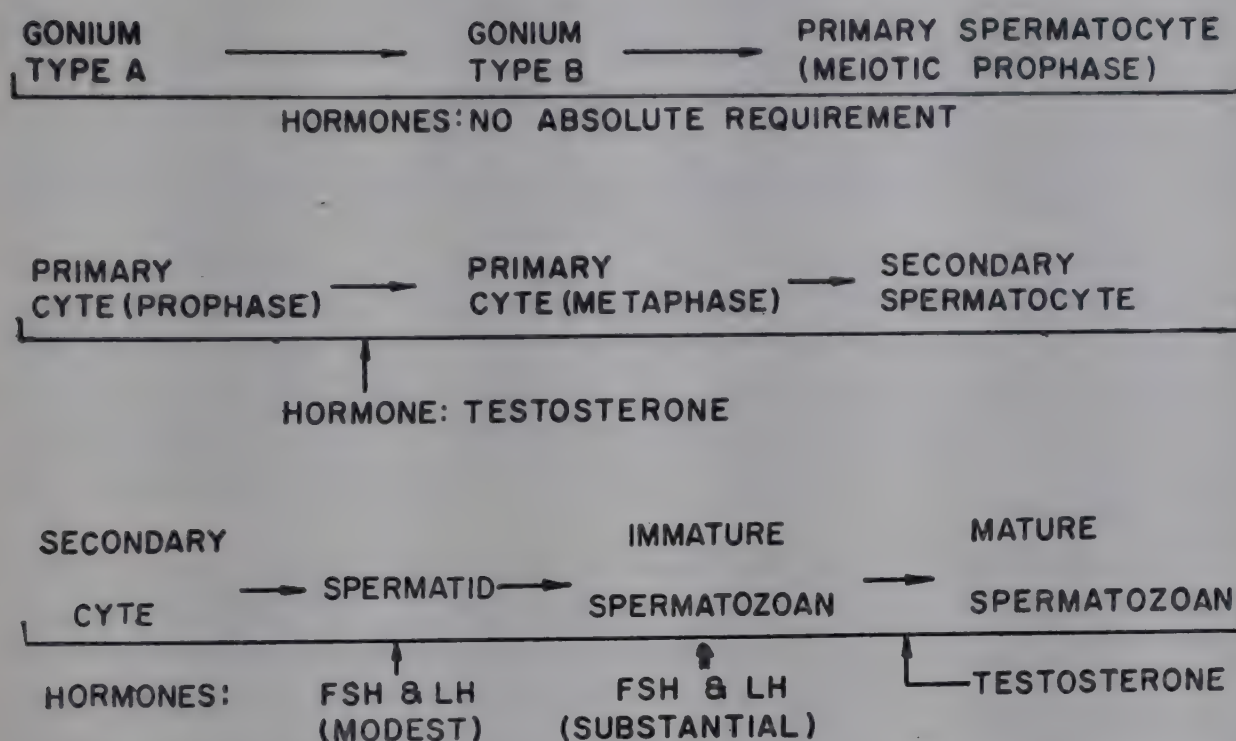 GONIUM TYPE A
GONIUM TYPE B
PRIMARY SPERMATOCYTE
(MEIOTIC PROPHASE)
HORMONES: NO ABSOLUTE REQUIREMENT
PRIMARY
CYTE (PROPHASE)
PRIMARY
CYTE (METAPHASE)
SECONDARY
SPERMATOCYTE
HORMONE: TESTOSTERONE
SECONDARY
CYTE
SPERMATID
IMMATURE
SPERMATOZOAN
MATURE
SPERMATOZOAN
HORMONES:
FSH & LH
(MODEST)
FSH & LH
(SUBSTANTIAL)
TESTOSTERONE